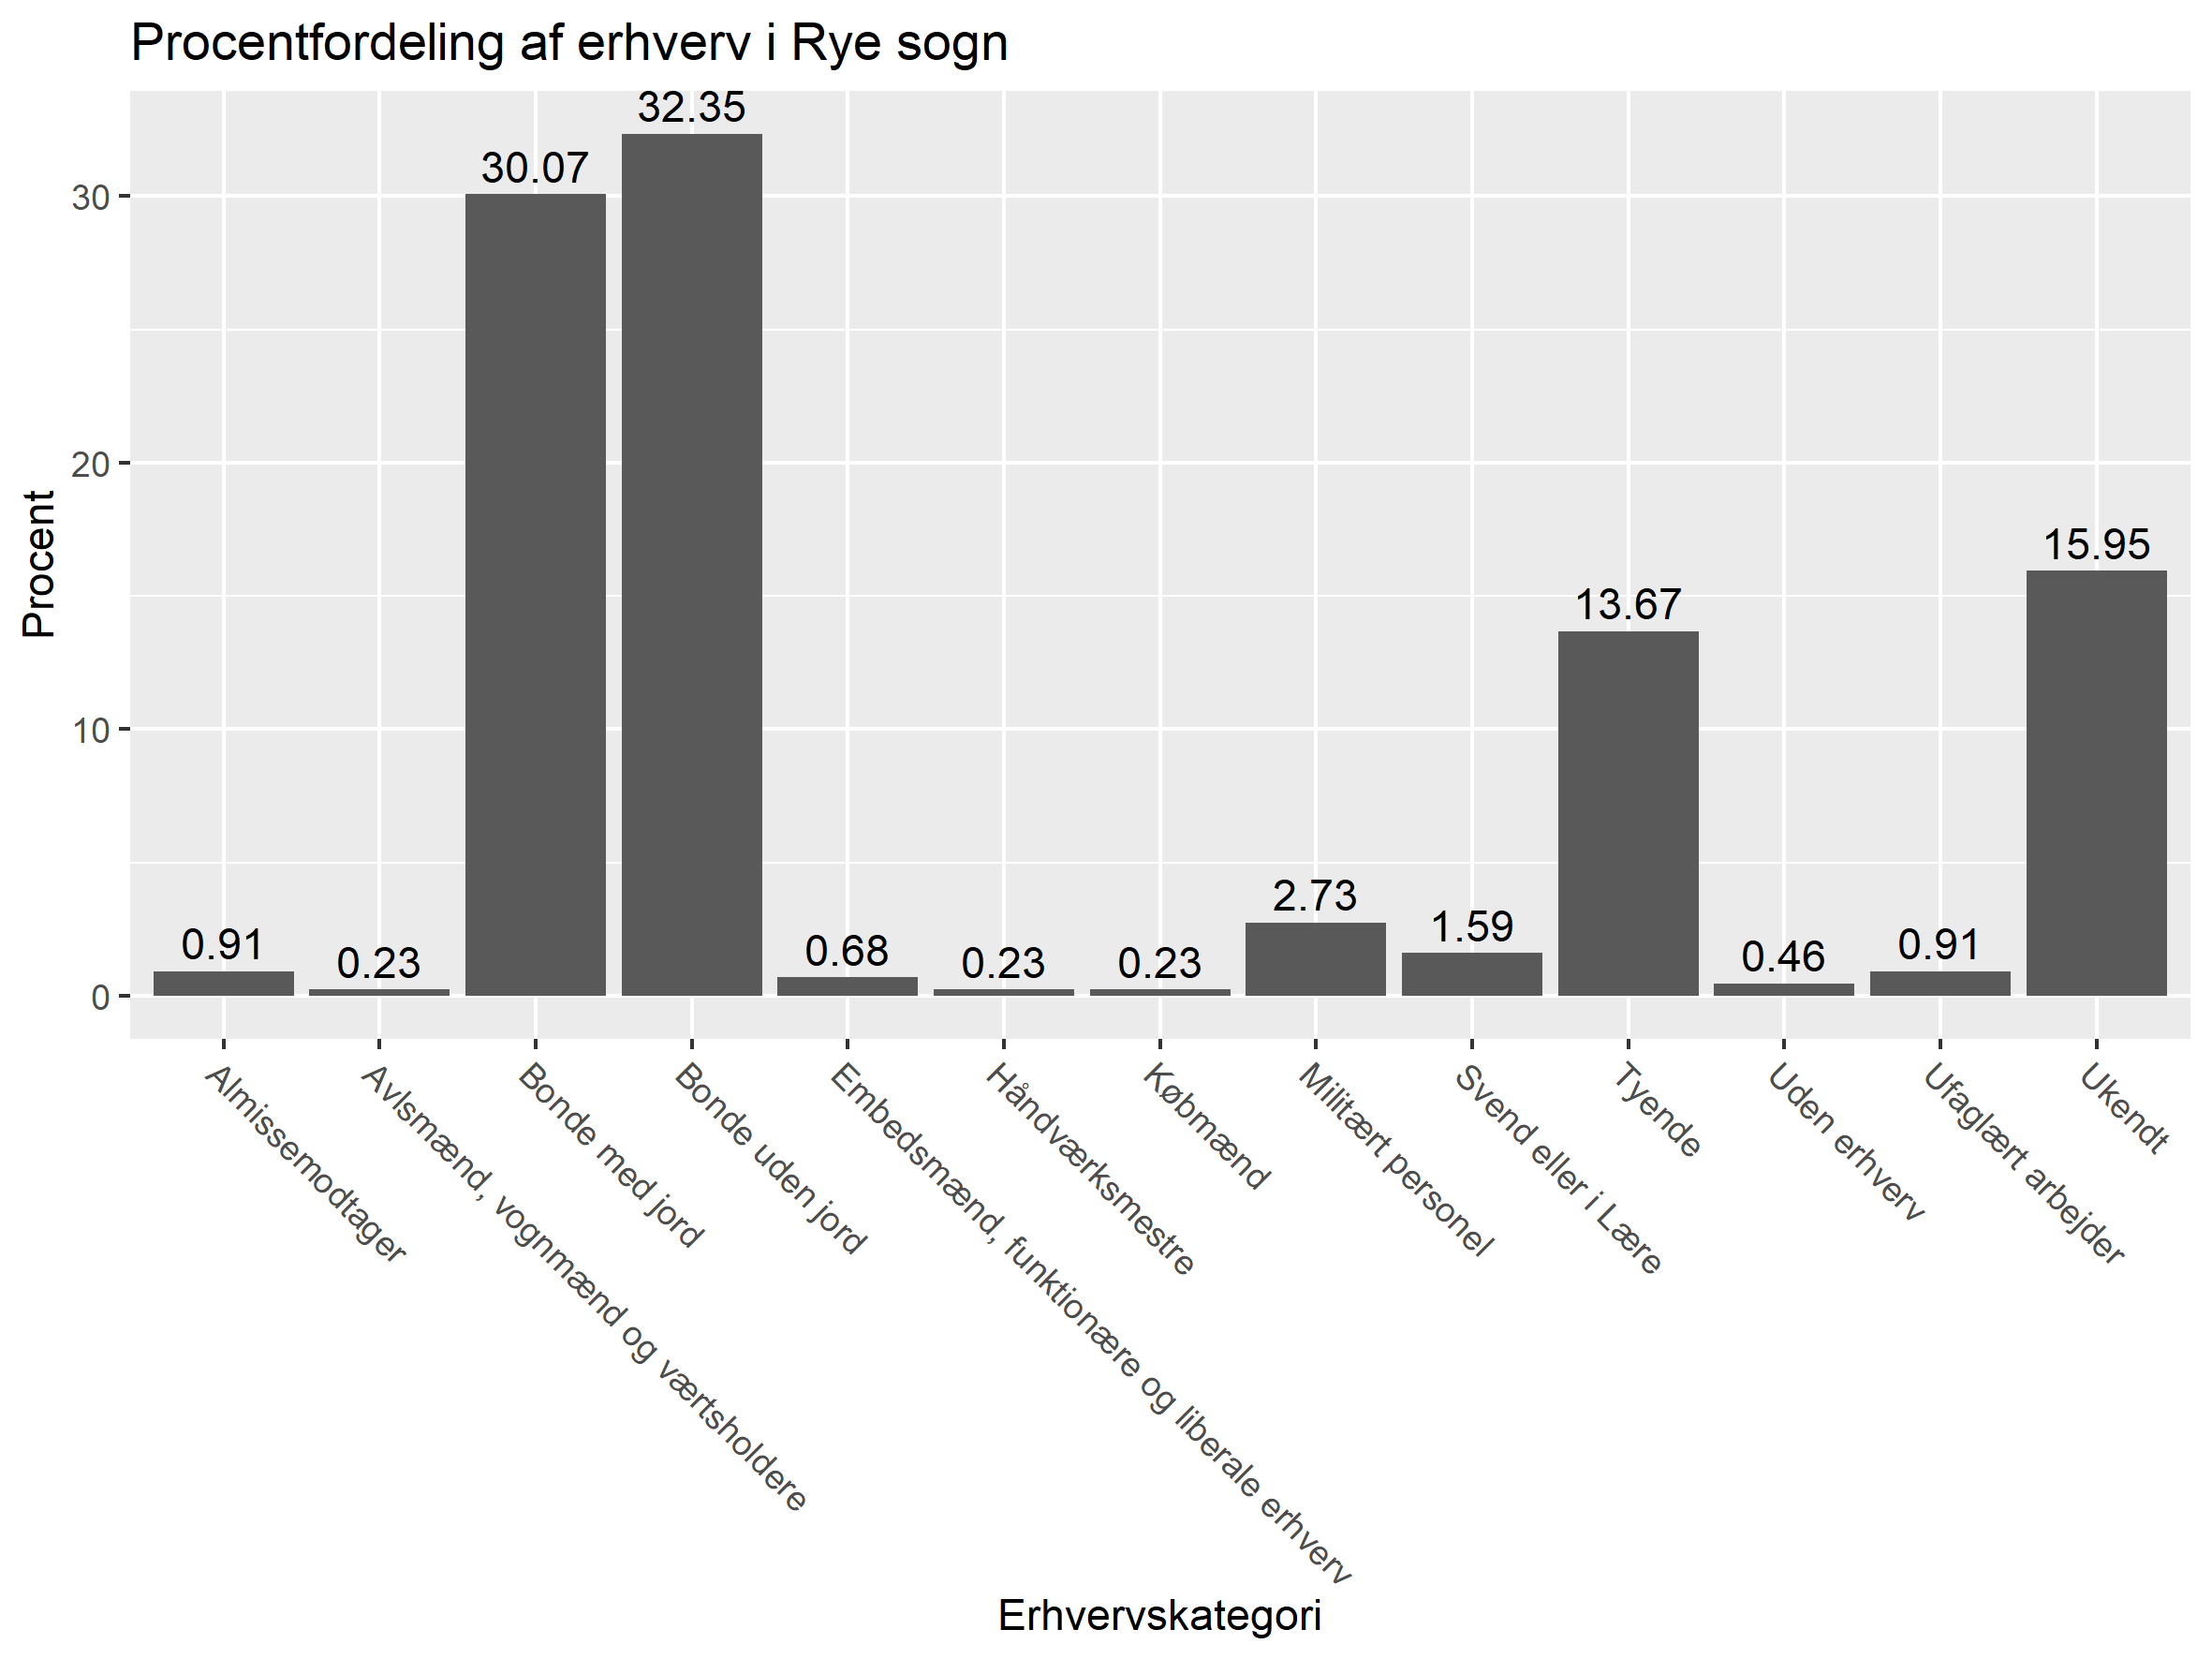 Procentfordeling af erhverv i Rye sogn
Procent
30
20
10
0
0.91
0.23
30.07
32.35
0.68
0.23
0.23
2.73
1.59
13.67
0.46
0.91
15.95
Almissemodtager
Avlsmænd, vognmænd og værtsholdere
Bonde med jord
Bonde uden jord
Embedsmænd, funktionære og liberale erhverv
Håndværksmestre
Købmænd
Militært personel
Svend eller i Lære
Tyende
Uden erhverv
Ufaglært arbejder
Ukendt
Erhvervskategori